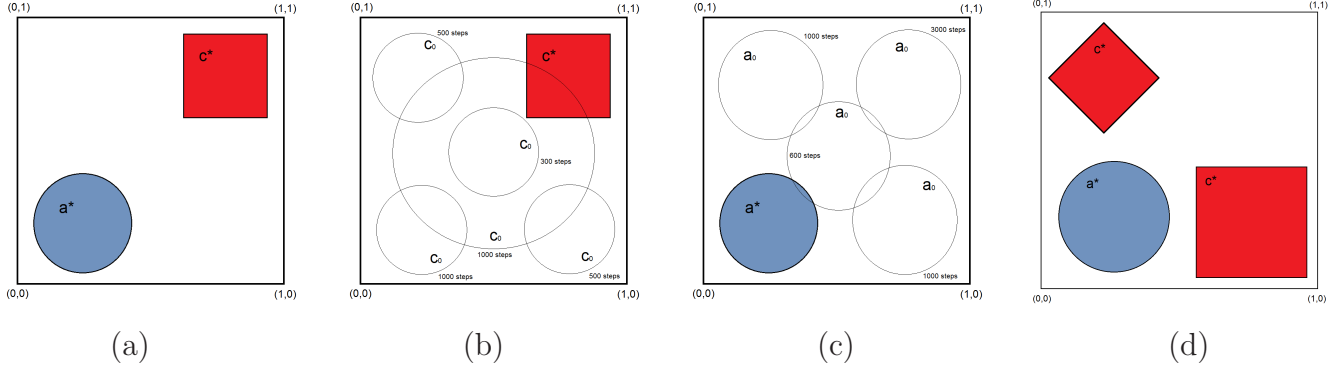 (0,1) (1,1)
c*
a*
(0,0) (1,0)
(a)
(0,1) (1,1)
500 steps
c₀
c*
c₀
300 steps
c₀
1000 steps
c₀
1000 steps
c₀
500 steps
(0,0) (1,0)
(b)
(0,1) (1,1)
1000 steps
a₀
3000 steps
a₀
a₀
600 steps
a*
a₀
1000 steps
(0,0) (1,0)
(c)
(0,1) (1,1)
c*
a*
c*
(0,0) (1,0)
(d)